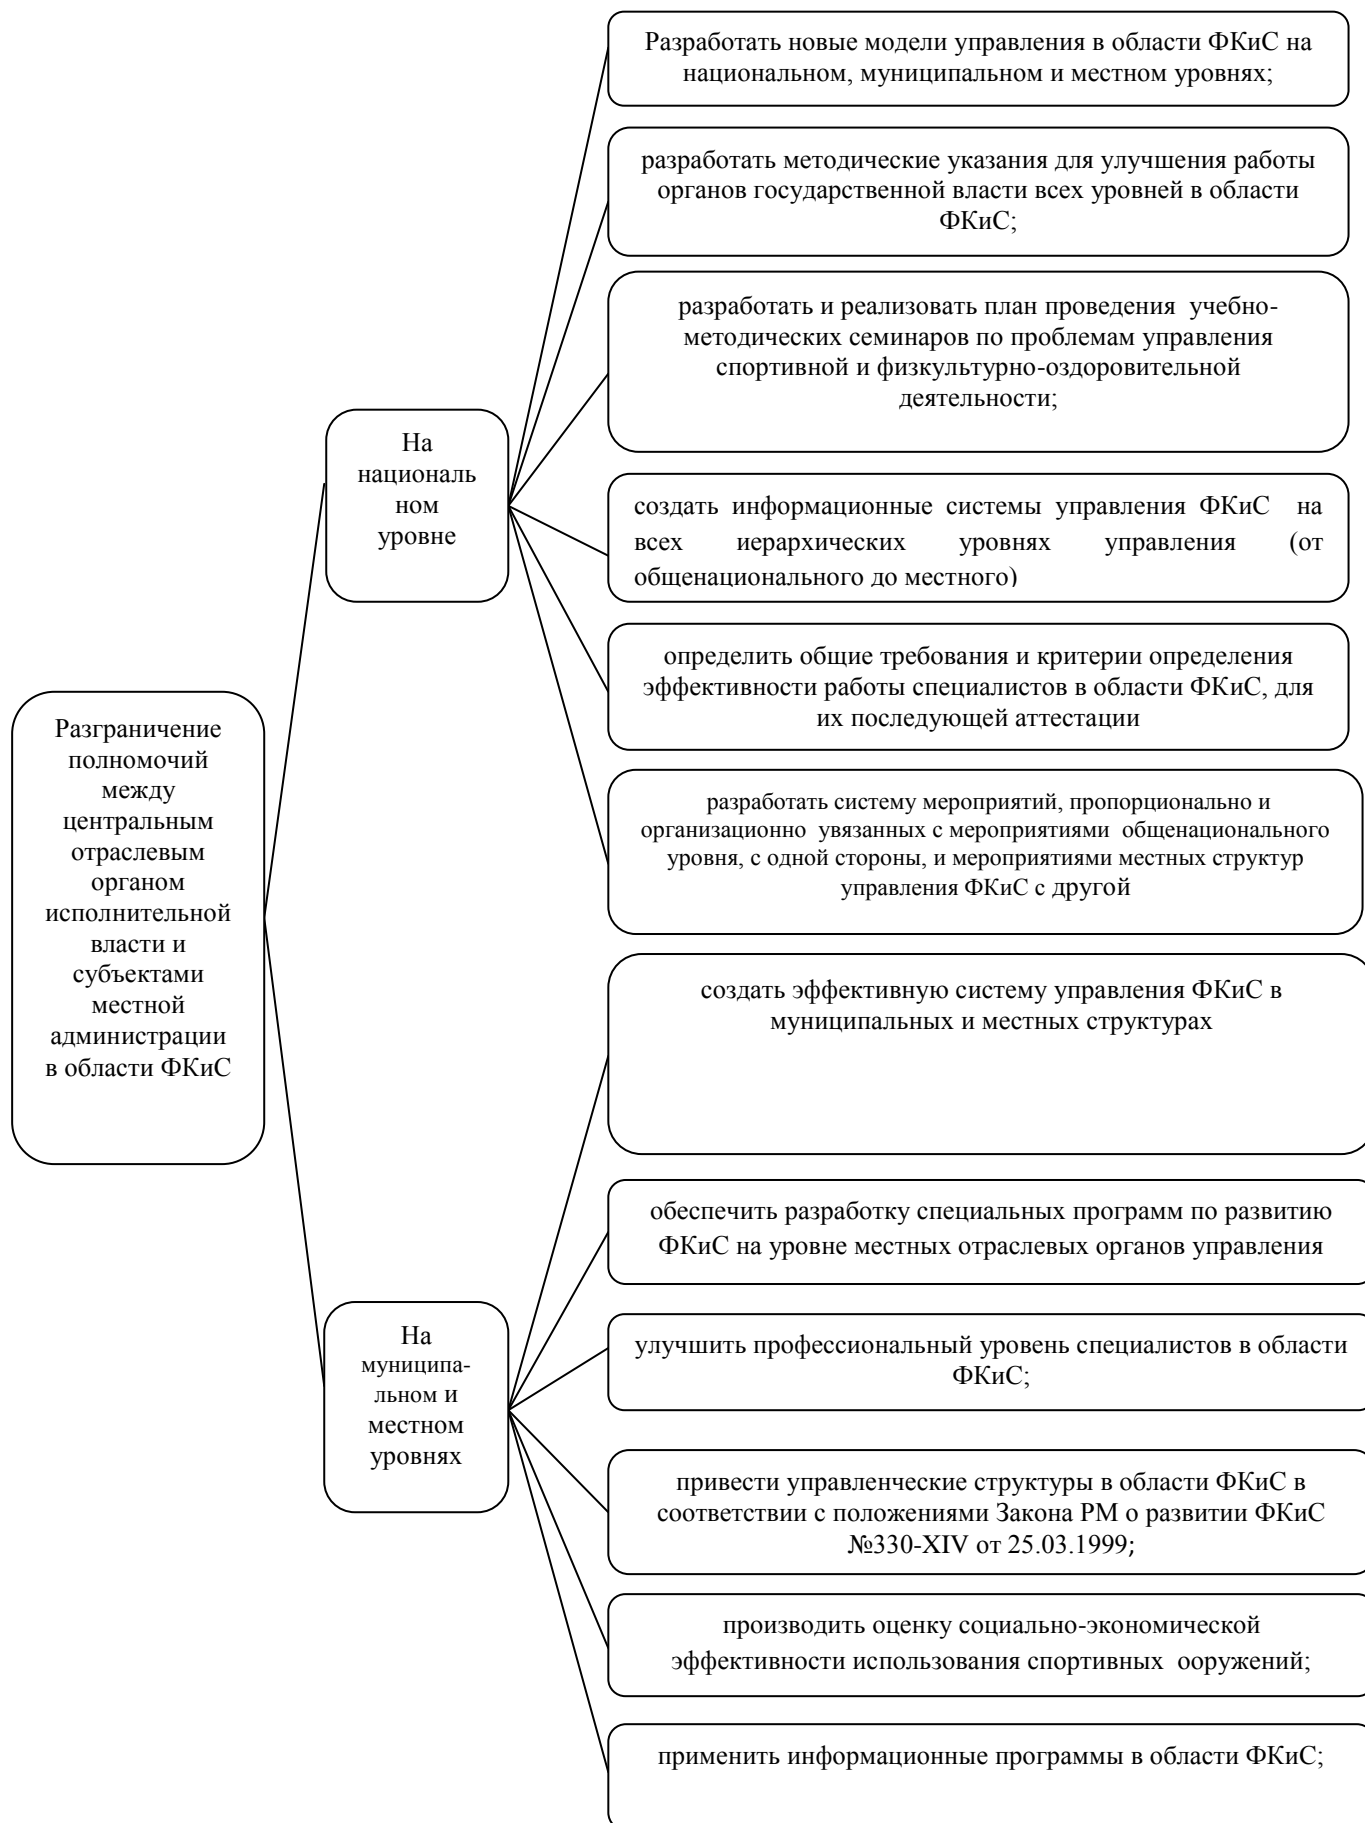 Разработать новые модели управления в области ФКиС на
национальном, муниципальном и местном уровнях;
разработать методические указания для улучшения работы
органов государственной власти всех уровней в области
ФКиС;
разработать и реализовать план проведения учебно-
методических семинаров по проблемам управления
спортивной и физкультурно-оздоровительной
деятельности;
На
националь
ном
уровне
создать информационные системы управления ФКиС на
всех иерархических уровнях управления (от
общенационального до местного)
определить общие требования и критерии определения
эффективности работы специалистов в области ФКиС, для
их последующей аттестации
Разграничение
полномочий
между
центральным
отраслевым
органом
исполнительной
власти и
субъектами
местной
администрации
в области ФКиС
разработать систему мероприятий, пропорционально и
организационно увязанных с мероприятиями общенационального
уровня, с одной стороны, и мероприятиями местных структур
управления ФКиС с другой
создать эффективную систему управления ФКиС в
муниципальных и местных структурах
обеспечить разработку специальных программ по развитию
ФКиС на уровне местных отраслевых органов управления
На
муниципа-
льном и
местном
уровнях
улучшить профессиональный уровень специалистов в области
ФКиС;
привести управленческие структуры в области ФКиС в
соответствии с положениями Закона РМ о развитии ФКиС
№330-XIV от 25.03.1999;
производить оценку социально-экономической
эффективности использования спортивных ооружений;
применить информационные программы в области ФКиС;